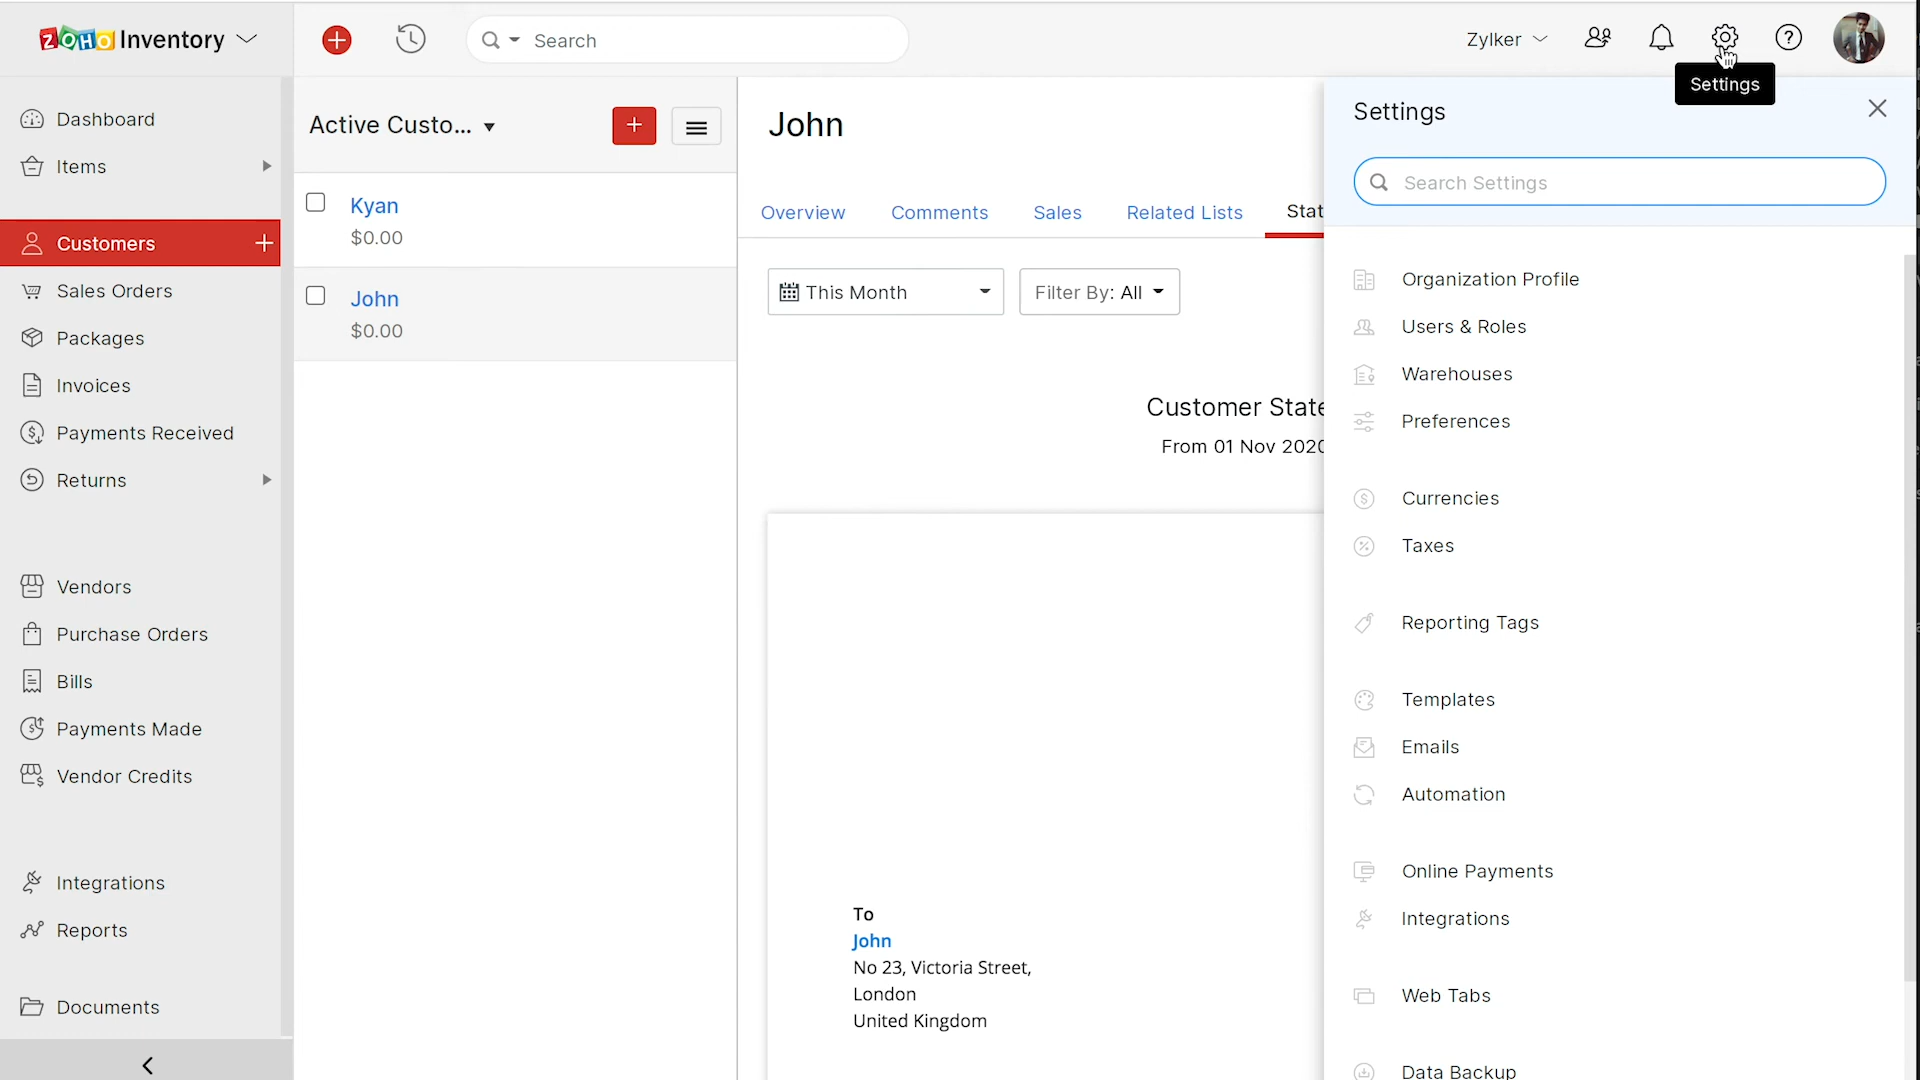 ZOHO Inventory
Search
Zylker
Settings
Dashboard
Items
Customers
Sales Orders
Packages
Invoices
Payments Received
Returns
Vendors
Purchase Orders
Bills
Payments Made
Vendor Credits
Integrations
Reports
Documents
Active Custo...
Kyan
$0.00
John
$0.00
John
Overview Comments Sales Related Lists Stat
This Month Filter By: All
Customer State
From 01 Nov 2020
To
John
No 23, Victoria Street,
London
United Kingdom
Settings
Search Settings
Organization Profile
Users & Roles
Warehouses
Preferences
Currencies
Taxes
Reporting Tags
Templates
Emails
Automation
Online Payments
Integrations
Web Tabs
Data Backup